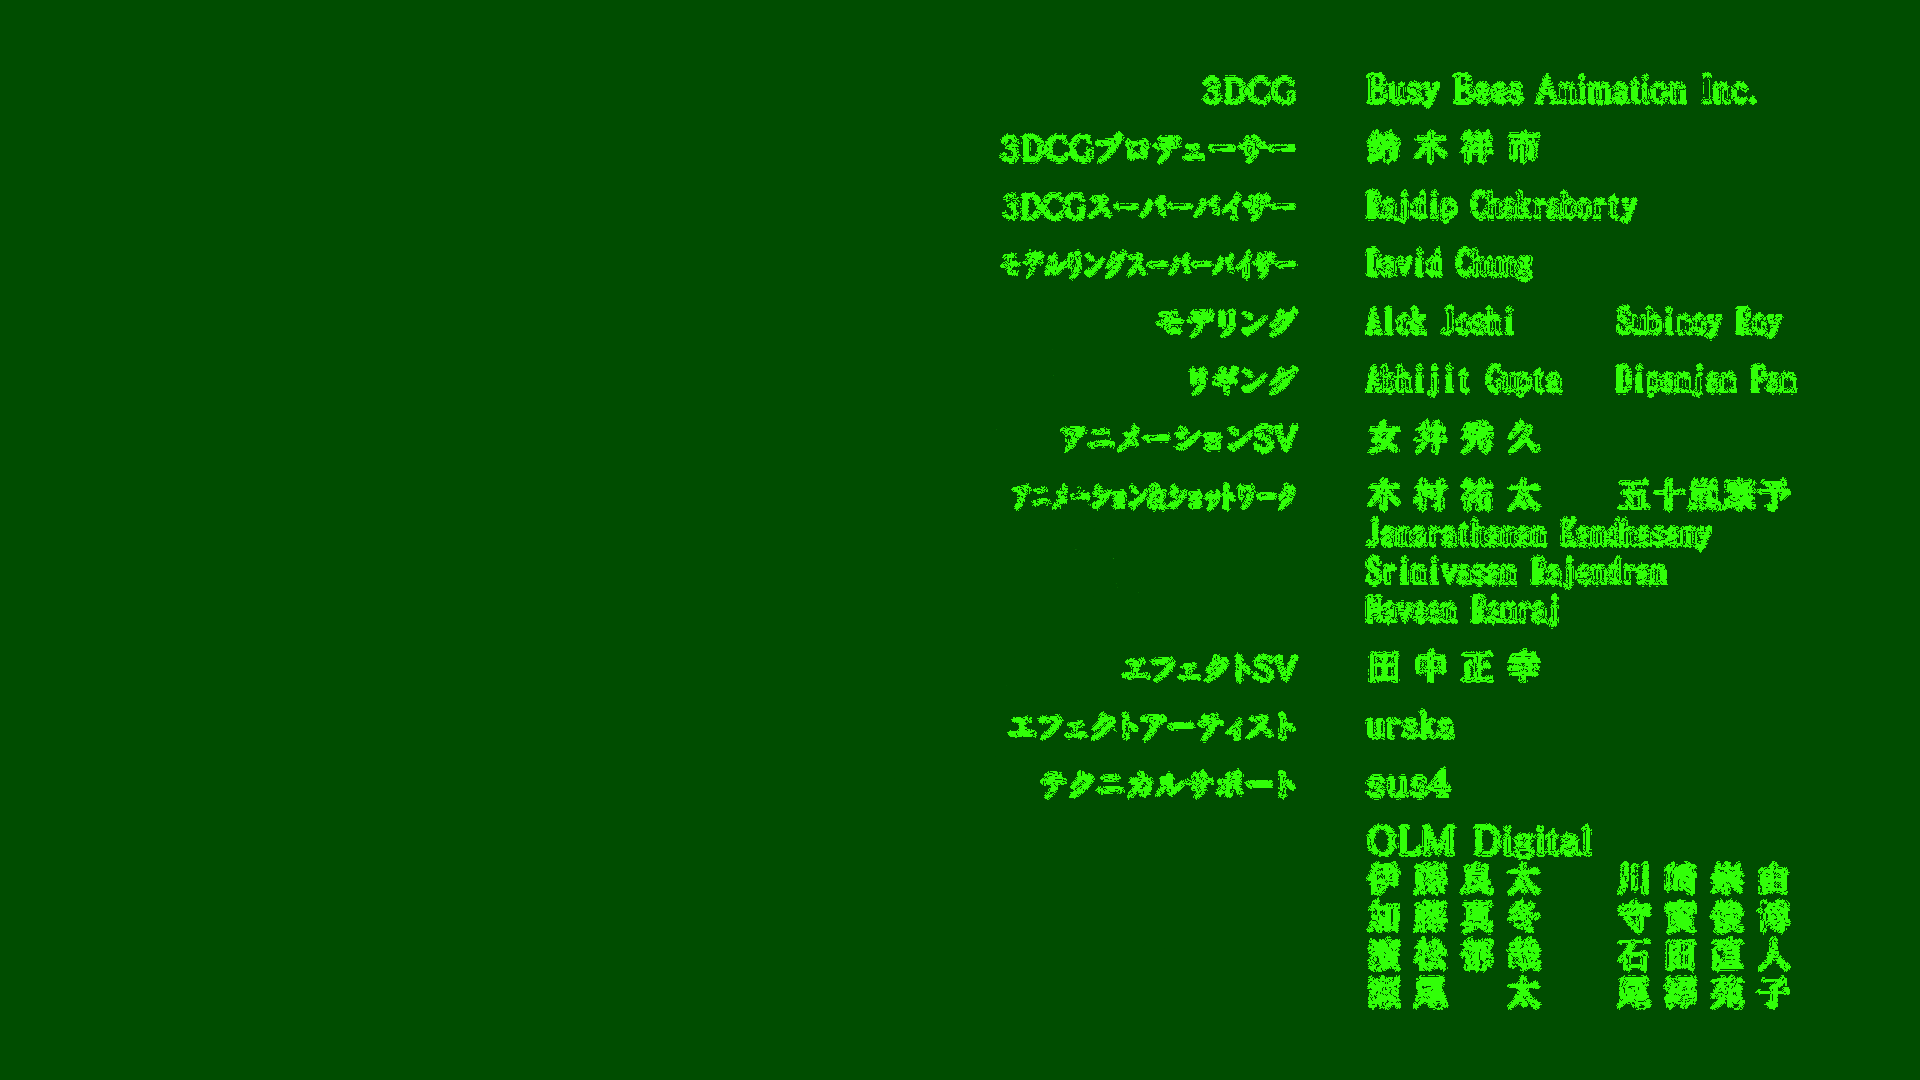 3DCG Busy Bees Animation Inc.
3DCGプロデューサー 鈴木祥市
3DCGスーパーバイザー Rajdip Chakraborty
モデリングスーパーバイザー David Chung
モデリング Alok Joshi Subinoy Roy
リギング Abhijit Gupta Dipanjan Pan
アニメーションSV 女井秀久
アニメーション&ショットワーク 木村祐太 五十嵐
Janarathanan Kandhasamy
Srinivasan Rajendran
Naveen Ramraj
エフェクトSV 田中正幸
エフェクトアーティスト urska
テクニカルサポート sus4
OLM Digital
伊藤良太 川崎崇由
加藤真冬 寺實俊博
石田直人
瀬尾 太